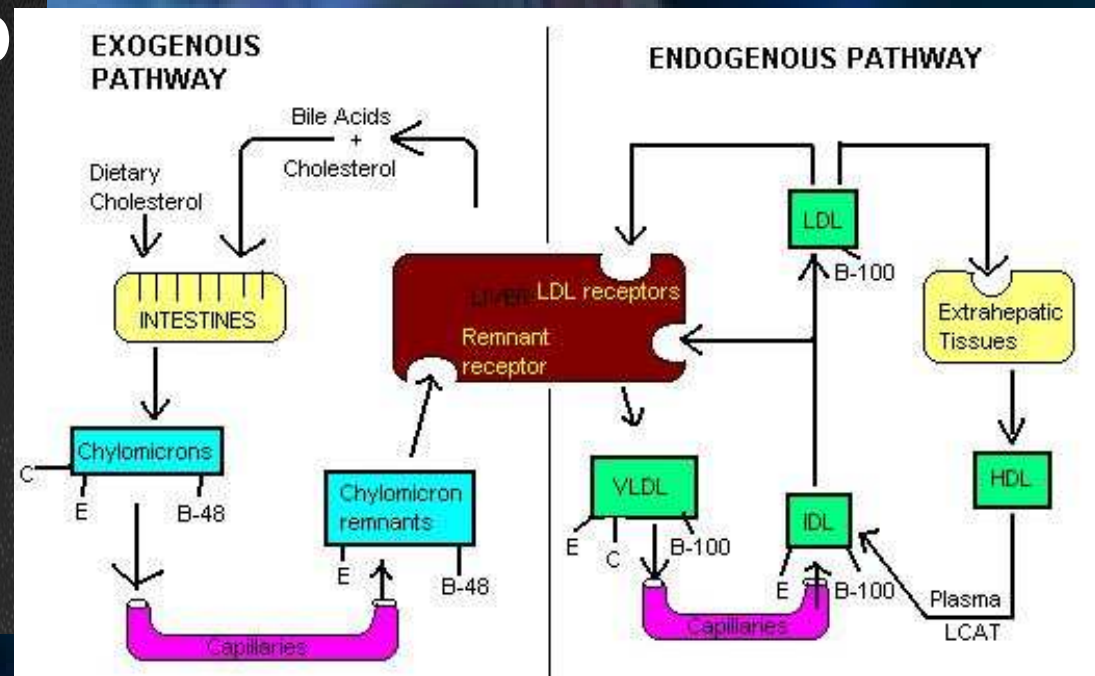 EXOGENOUS
PATHWAY
Bile Acids
+
Cholesterol
Dietary
Cholesterol
INTESTINES
Chylomicrons
C
E
B-48
Capillaries
Chylomicron
remnants
E
B-48
LIVER
LDL receptors
Remnant
receptor
ENDOGENOUS PATHWAY
LDL
B-100
Extrahepatic
Tissues
HDL
Plasma
LCAT
VLDL
E
C
B-100
Capillaries
IDL
E
B-100